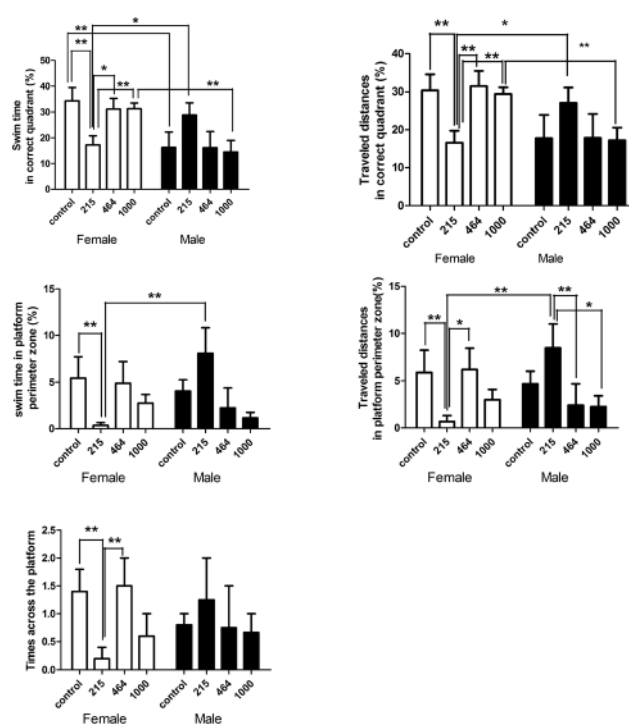 ** * **
**
* ** **
Swim time
in correct quadrant (%)
50
40
30
20
10
0
control 215 464 1000 control 215 464 1000
Female Male
** * **
** **
Traveled distances
in correct quadrant (%)
50
40
30
20
10
0
control 215 464 1000 control 215 464 1000
Female Male
**
**
swim time in platform
perimeter zone (%)
15
10
5
0
control 215 464 1000 control 215 464 1000
Female Male
** **
** * *
Traveled distances
in platform perimeter zone(%)
15
10
5
0
control 215 464 1000 control 215 464 1000
Female Male
** **
Times across the platform
2.5
2.0
1.5
1.0
0.5
0.0
control 215 464 1000 control 215 464 1000
Female Male